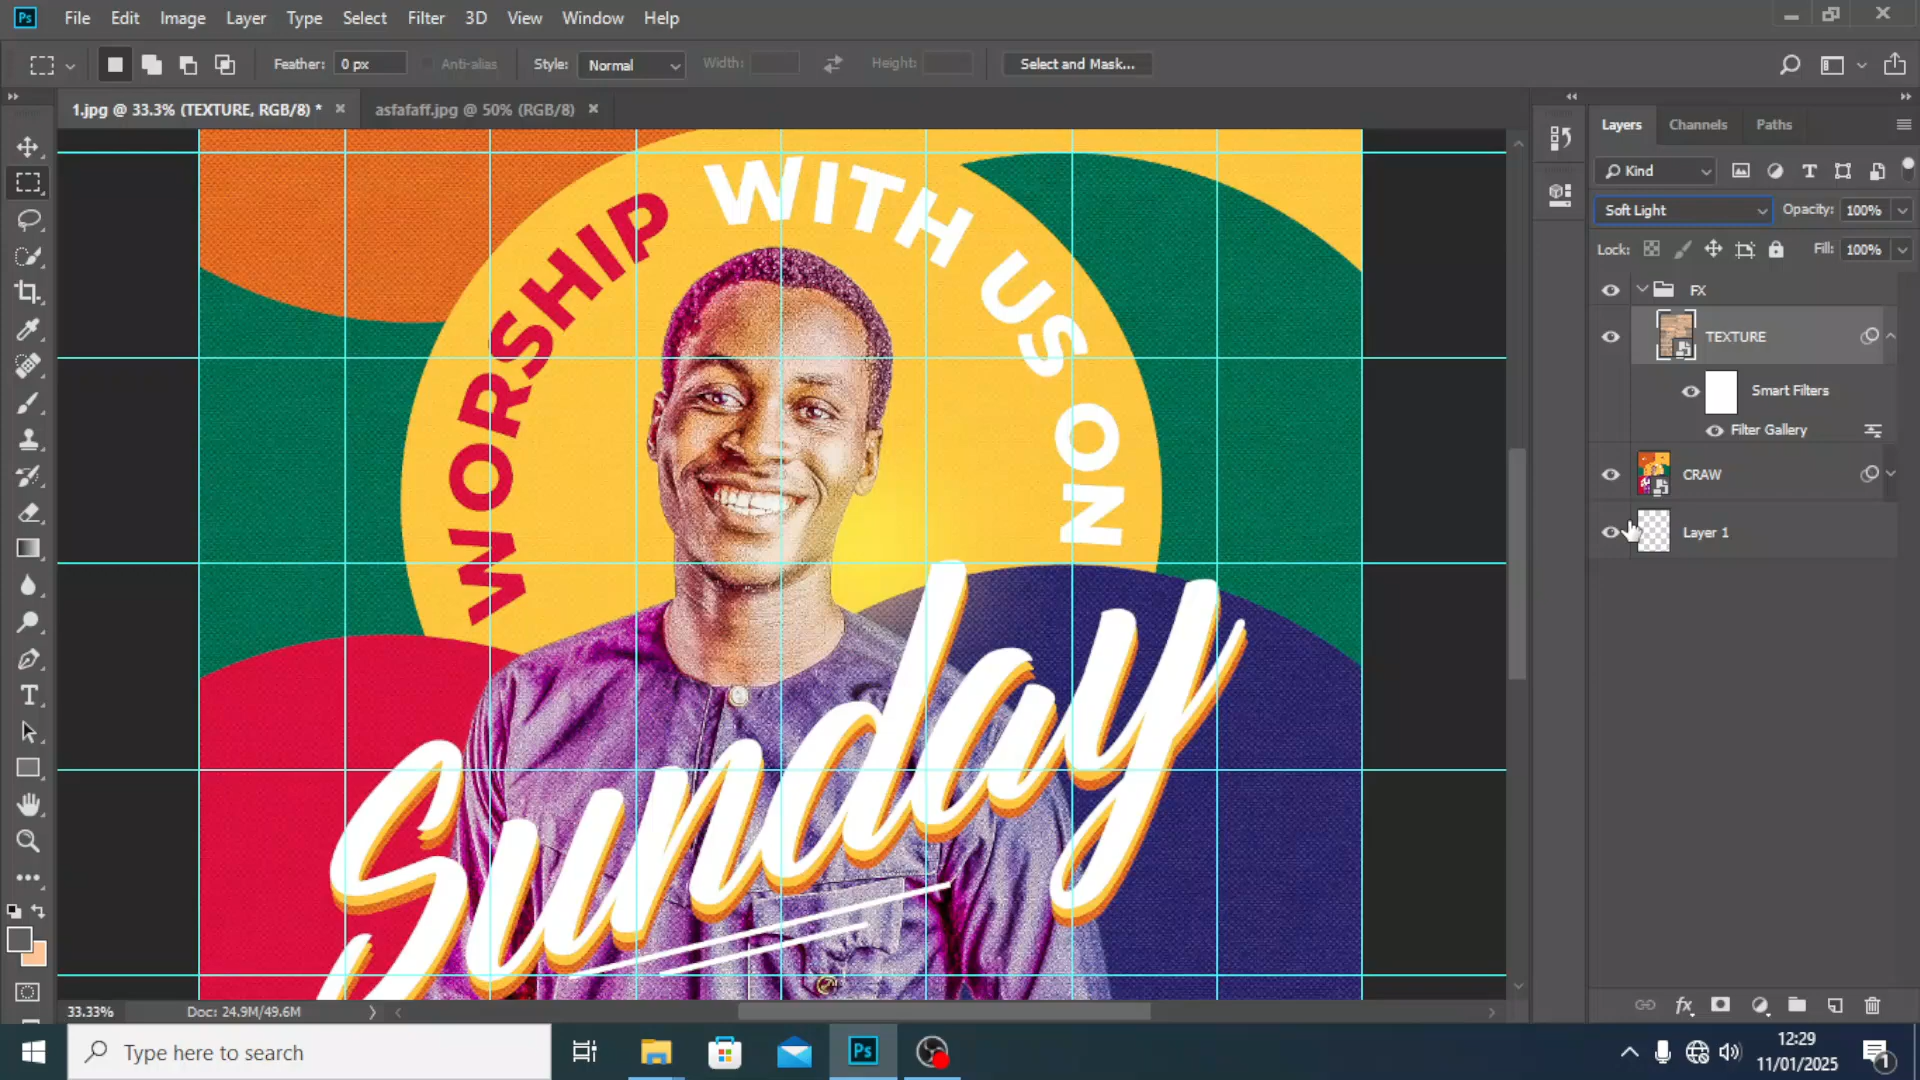 Ps File Edit Image Layer Type Select Filter 3D View Window Help
Feather: 0 px Anti-alias Style: Normal Width: Height: Select and Mask...
1.jpg @ 33.3% (TEXTURE, RGB/8) * × asfafaff.jpg @ 50% (RGB/8) ×
Layers Channels Paths
Kind
Soft Light Opacity: 100%
Lock: Fill: 100%
FX
TEXTURE
Smart Filters
Filter Gallery
CRAW
Layer 1
WORSHIP WITH US ON
Sunday
33.33% Doc: 24.9M/49.6M
Type here to search
Ps
12:29
11/01/2025
1